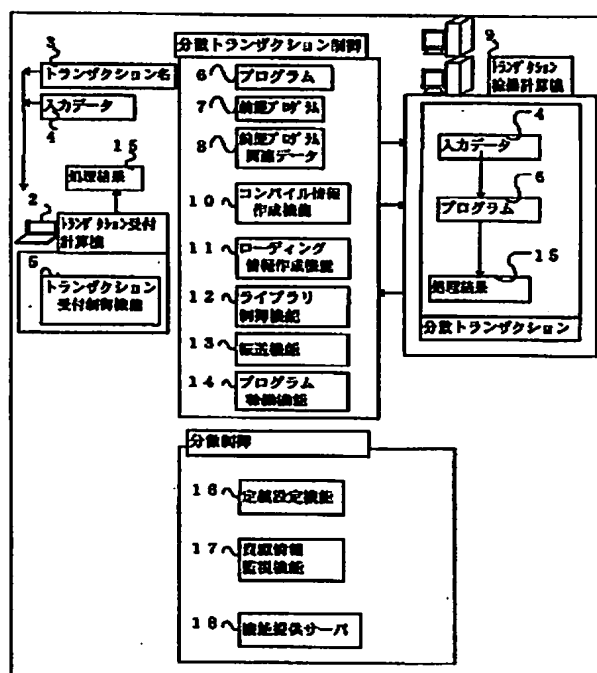 3
トランザクション名
入力データ
4
15
処理結果
2
トランザクション受付
計算機
5
トランザクション
受付制御機能
分散トランザクション制御
6
プログラム
7
プログラム
8
プログラム
関連データ
10
コンパイル情報
作成機能
11
ローディング
情報作成機能
12
ライブラリ
制御機能
13
転送機能
14
プログラム
機能
9
トランザクション
計算機
4
入力データ
6
プログラム
15
処理結果
分散トランザクション
分散制御
16
定義設定機能
17
資源情報
監視機能
18
機能提供サーバ